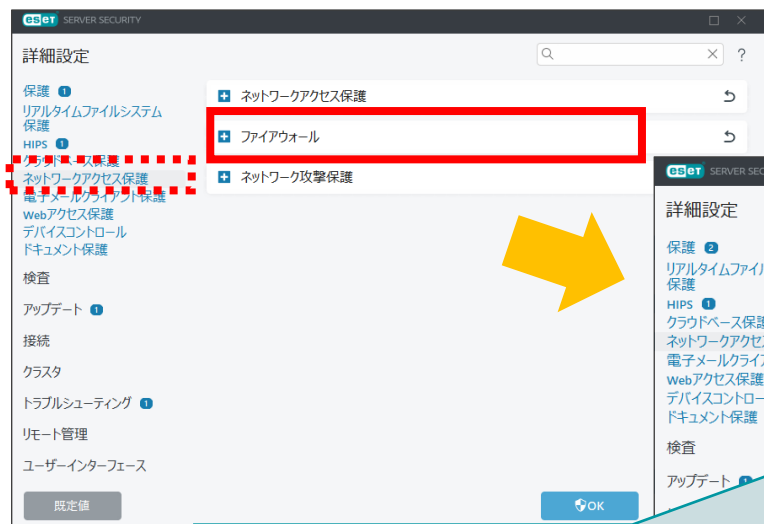 eset SERVER SECURITY
詳細設定
?
保護 1
リアルタイムファイルシステム
保護
HIPS 1
クラウドベース保護
ネットワークアクセス保護
電子メールクライアント保護
Webアクセス保護
デバイスコントロール
ドキュメント保護
検査
アップデート 1
接続
クラスタ
トラブルシューティング 1
リモート管理
ユーザーインターフェース
既定値
ネットワークアクセス保護
ファイアウォール
ネットワーク攻撃保護
OK
eset SERVER SEC
詳細設定
保護 2
リアルタイムファイル
保護
HIPS 1
クラウドベース保護
ネットワークアクセス
電子メールクライア
Webアクセス保護
デバイスコントロー
ドキュメント保護
検査
アップデート